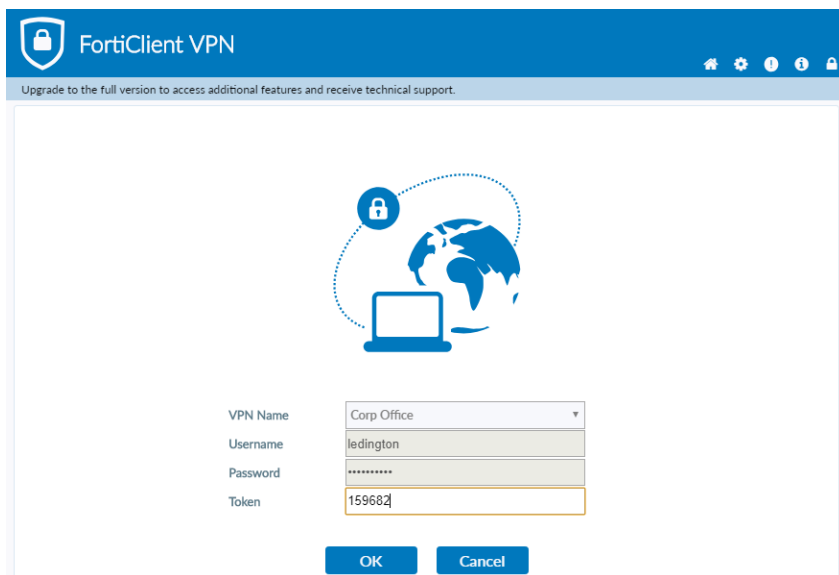 FortiClient VPN
Upgrade to the full version to access additional features and receive technical support.
VPN Name Corp Office
Username ledington
Password ••••••••••
Token 159682
OK Cancel